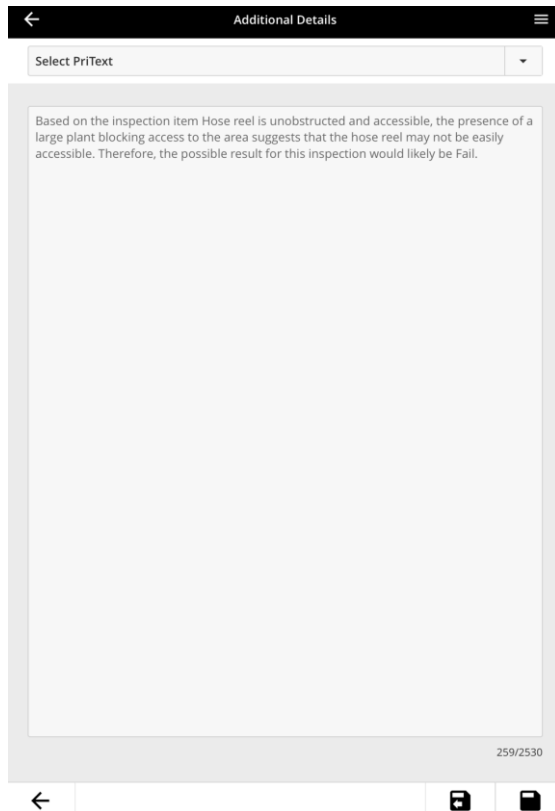 Additional Details
Select PriText
Based on the inspection item Hose reel is unobstructed and accessible, the presence of a
large plant blocking access to the area suggests that the hose reel may not be easily
accessible. Therefore, the possible result for this inspection would likely be Fail.
259/2530